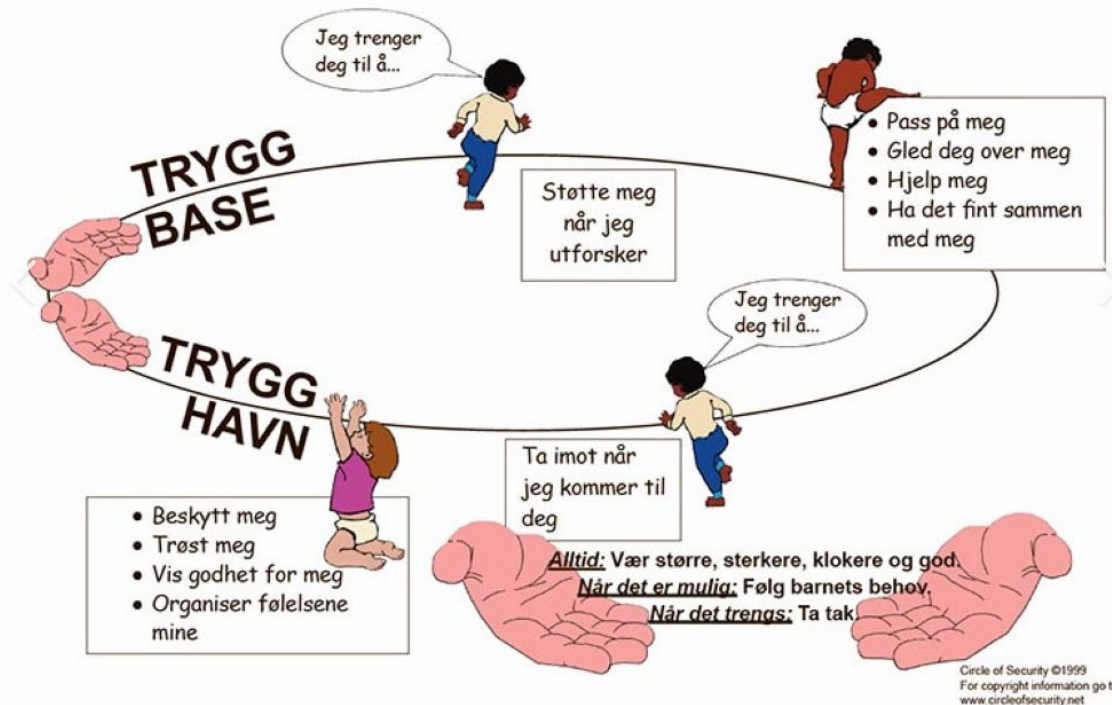 Jeg trenger
deg til å...
TRYGG
BASE
Støtte meg
når jeg
utforsker
• Pass på meg
• Gled deg over meg
• Hjelp meg
• Ha det fint sammen
med meg
Jeg trenger
deg til å...
TRYGG
HAVN
Ta imot når
jeg kommer til
deg
• Beskytt meg
• Trøst meg
• Vis godhet for meg
• Organiser følelsene
mine
Alltid: Vær større, sterkere, klokere og god.
Når det er mulig: Følg barnets behov.
Når det trengs: Ta tak.
Circle of Security ©1999
For copyright information go t
www.circleofsecurity.net